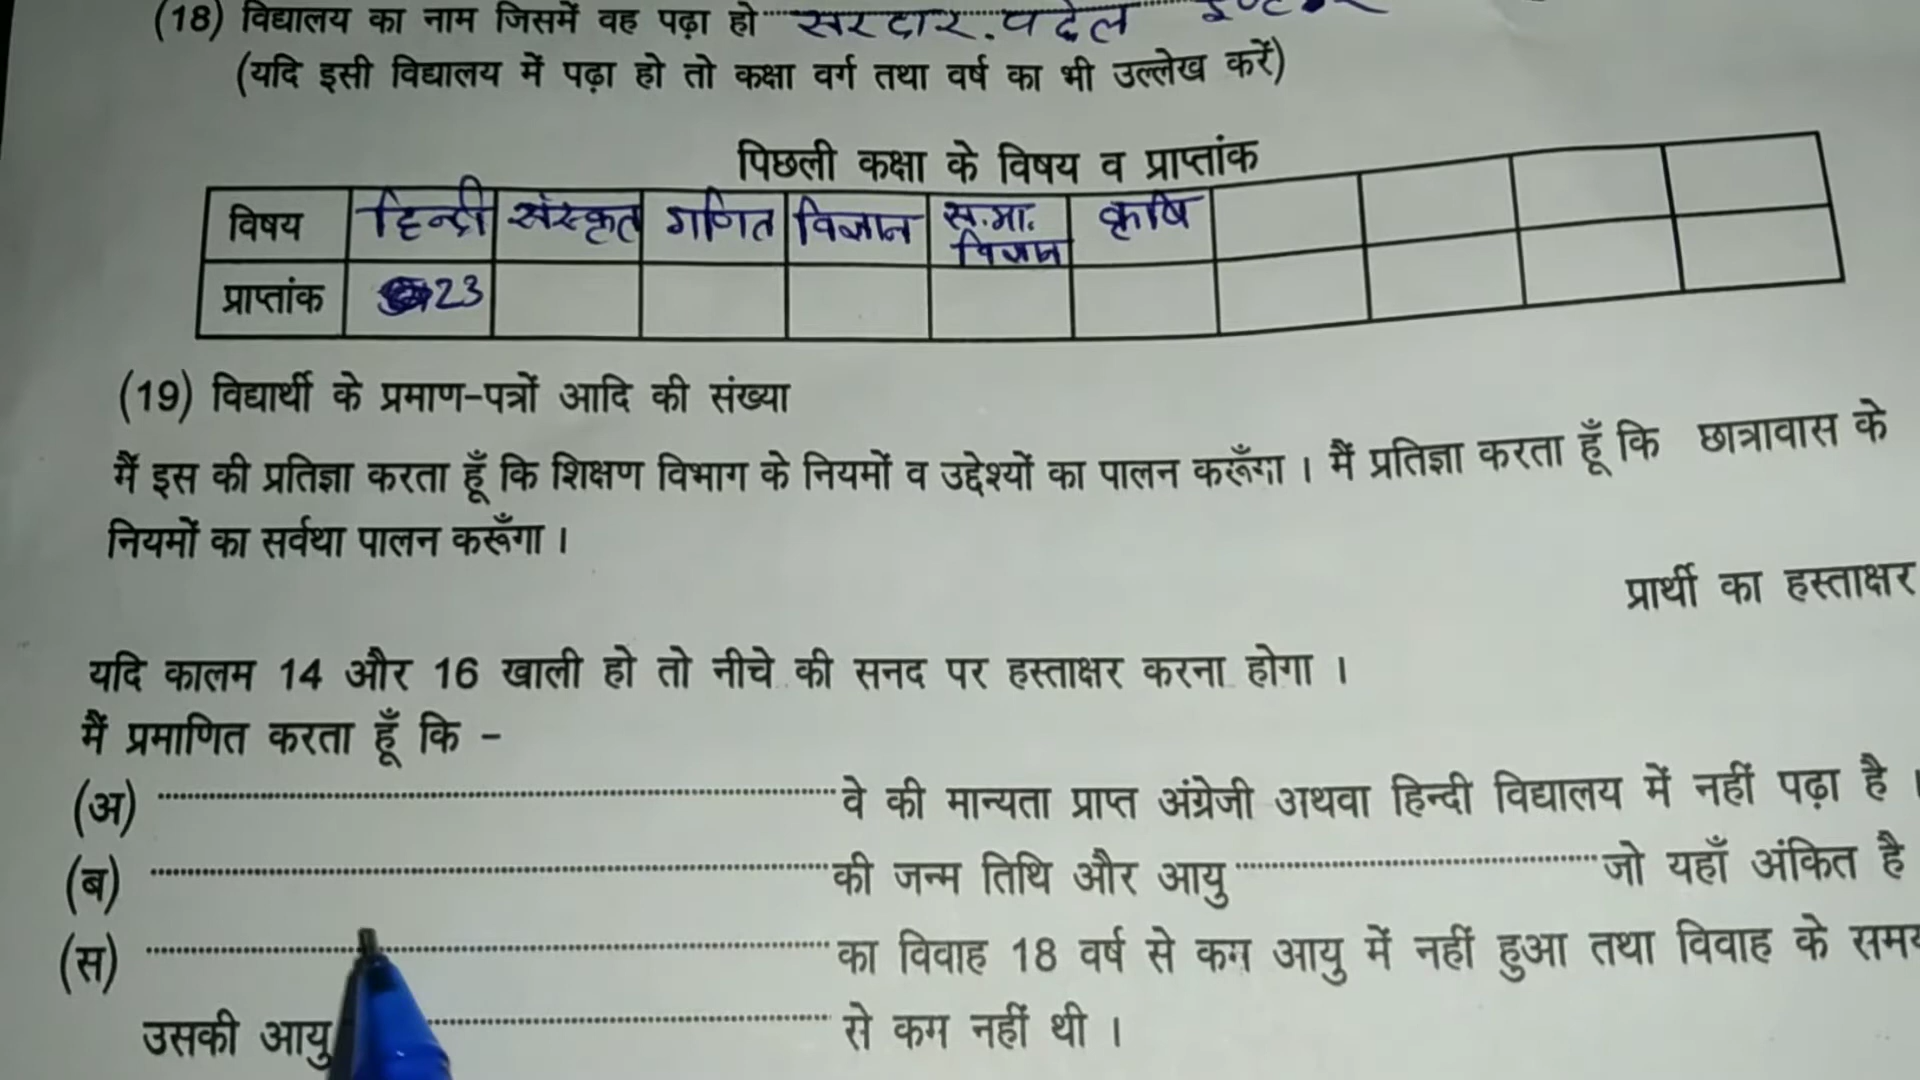 (18) विद्यालय का नाम जिसमें वह पढ़ा हो सरदार. पटेल
(यदि इसी विद्यालय में पढ़ा हो तो कक्षा वर्ग तथा वर्ष का भी उल्लेख करें)
पिछली कक्षा के विषय व प्राप्तांक
विषय हिन्दी संस्कृत गणित विज्ञान सा.मा. विज्ञान कृषि
प्राप्तांक 23
(19) विद्यार्थी के प्रमाण-पत्रों आदि की संख्या
मैं इस की प्रतिज्ञा करता हूँ कि शिक्षण विभाग के नियमों व उद्देश्यों का पालन करूँगा । मैं प्रतिज्ञा करता हूँ कि छात्रावास के
नियमों का सर्वथा पालन करूँगा ।
प्रार्थी का हस्ताक्षर
यदि कालम 14 और 16 खाली हो तो नीचे की सनद पर हस्ताक्षर करना होगा ।
मैं प्रमाणित करता हूँ कि -
(अ) वे की मान्यता प्राप्त अंग्रेजी अथवा हिन्दी विद्यालय में नहीं पढ़ा है ।
(ब) की जन्म तिथि और आयु जो यहाँ अंकित है
(स) का विवाह 18 वर्ष से कम आयु में नहीं हुआ तथा विवाह के समय
उसकी आयु से कम नहीं थी ।